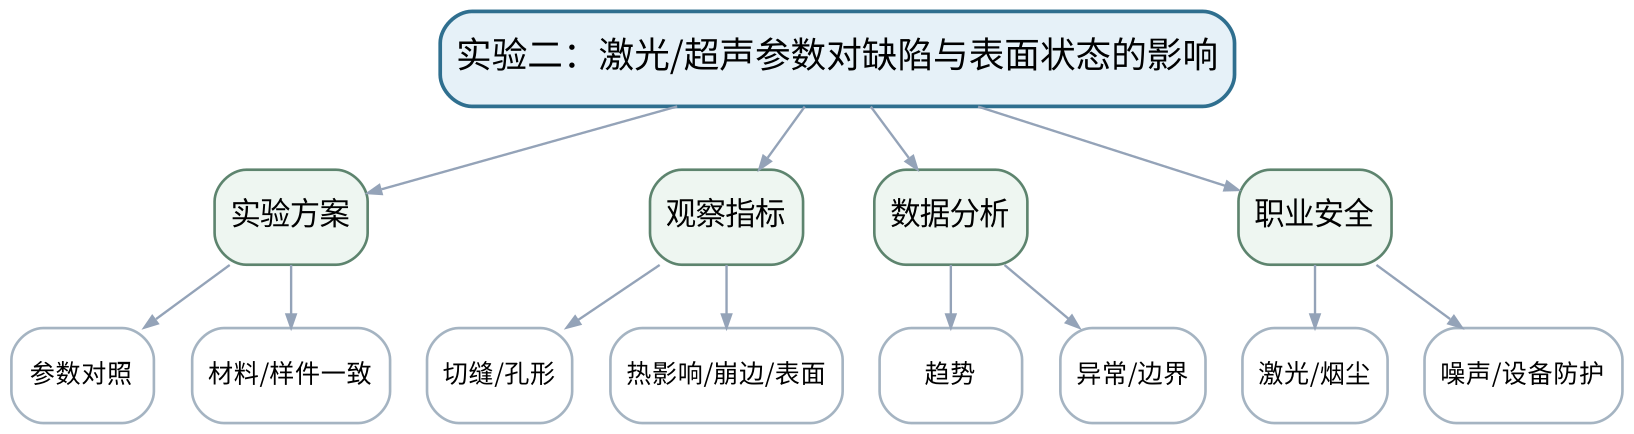 实验二：激光/超声参数对缺陷与表面状态的影响
实验方案
观察指标
数据分析
职业安全
参数对照
材料/样件一致
切缝/孔形
热影响/崩边/表面
趋势
异常/边界
激光/烟尘
噪声/设备防护